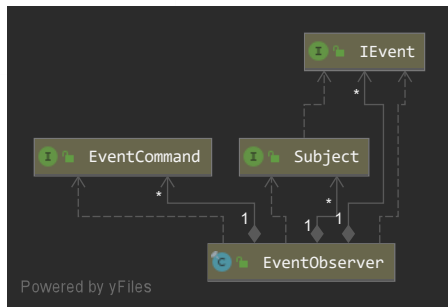 I IEvent
*
I EventCommand
I Subject
*
*
1
1
1
C EventObserver
Powered by yFiles